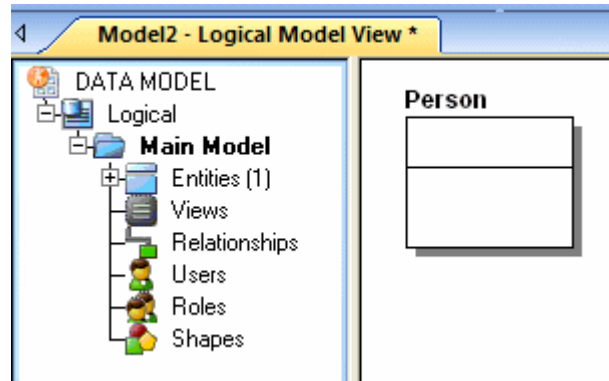 Model2 - Logical Model View *
DATA MODEL
Logical
Main Model
Entities (1)
Views
Relationships
Users
Roles
Shapes
Person